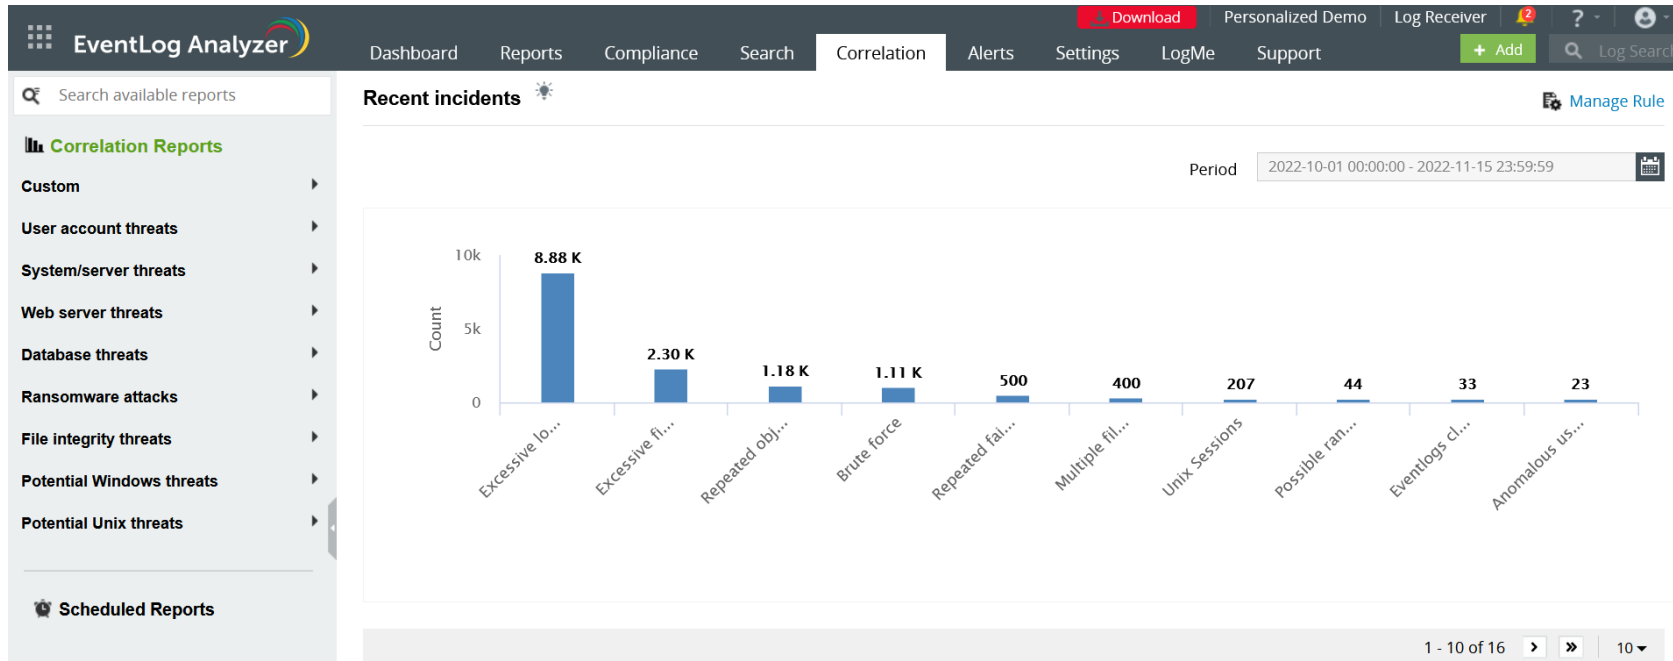 Download Personalized Demo Log Receiver 2 ?
EventLog Analyzer
Dashboard Reports Compliance Search Correlation Alerts Settings LogMe Support + Add Log Search
Search available reports
Recent incidents
Manage Rule
Correlation Reports
Custom
User account threats
System/server threats
Web server threats
Database threats
Ransomware attacks
File integrity threats
Potential Windows threats
Potential Unix threats
Scheduled Reports
Period 2022-10-01 00:00:00 - 2022-11-15 23:59:59
Count
10k
5k
0
8.88 K
2.30 K
1.18 K
1.11 K
500
400
207
44
33
23
Excessive lo...
Excessive fi...
Repeated obj...
Brute force
Repeated fai...
Multiple fil...
Unix Sessions
Possible ran...
Eventlogs cl...
Anomalous us...
1 - 10 of 16 › » 10